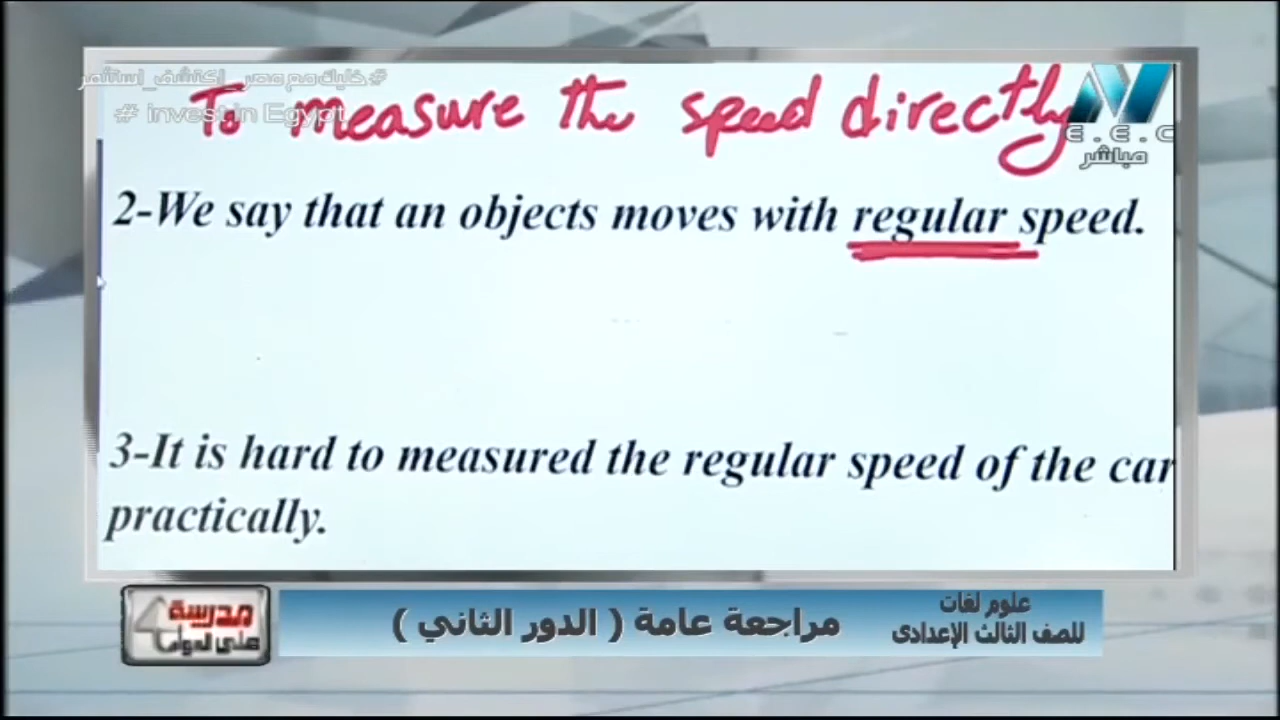 #خليك_مع_مصر_اكتشف_استثمر
# invest in Egypt
To measure the speed directly
E.E.C
مباشر
2-We say that an objects moves with regular speed.
3-It is hard to measured the regular speed of the car
practically.
مدرسة
على الهواء
مراجعة عامة ( الدور الثاني )
علوم لغات
للصف الثالث الإعدادى